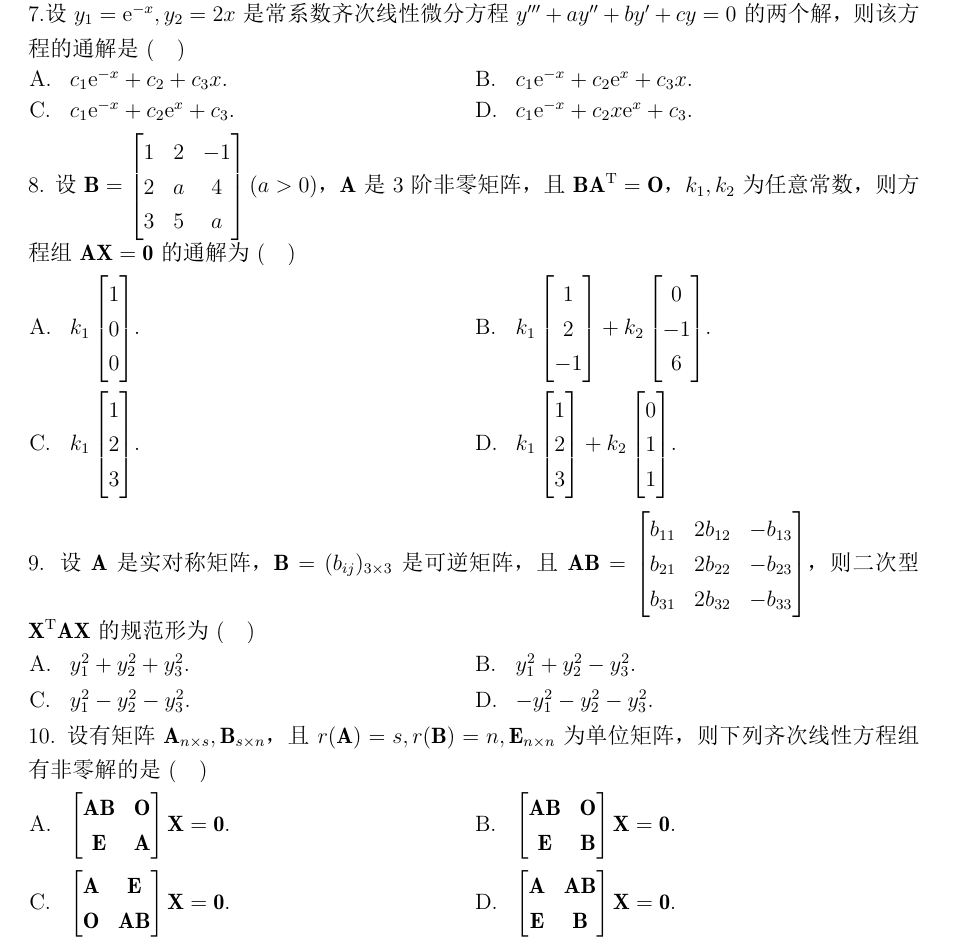 7.设 y₁ = e⁻ˣ, y₂ = 2x 是常系数齐次线性微分方程 y′′′ + ay′′ + by′ + cy = 0 的两个解，则该方
程的通解是 ( )
A. c₁e⁻ˣ + c₂ + c₃x.	B. c₁e⁻ˣ + c₂eˣ + c₃x.
C. c₁e⁻ˣ + c₂eˣ + c₃.	D. c₁e⁻ˣ + c₂xeˣ + c₃.
8. 设 B = [1 2 −1; 2 a 4; 3 5 a] (a > 0)，A 是 3 阶非零矩阵，且 BAᵀ = O，k₁, k₂ 为任意常数，则方
程组 AX = 0 的通解为 ( )
A. k₁ [1; 0; 0].	B. k₁ [1; 2; −1] + k₂ [0; −1; 6].
C. k₁ [1; 2; 3].	D. k₁ [1; 2; 3] + k₂ [0; 1; 1].
9. 设 A 是实对称矩阵，B = (bᵢⱼ)₃ₓ₃ 是可逆矩阵，且 AB = [b₁₁ 2b₁₂ −b₁₃; b₂₁ 2b₂₂ −b₂₃; b₃₁ 2b₃₂ −b₃₃]，则二次型
XᵀAX 的规范形为 ( )
A. y₁² + y₂² + y₃².	B. y₁² + y₂² − y₃².
C. y₁² − y₂² − y₃².	D. −y₁² − y₂² − y₃².
10. 设有矩阵 Aₙₓₛ, Bₛₓₙ，且 r(A) = s, r(B) = n, Eₙₓₙ 为单位矩阵，则下列齐次线性方程组
有非零解的是 ( )
A. [AB O; E A] X = 0.	B. [AB O; E B] X = 0.
C. [A E; O AB] X = 0.	D. [A AB; E B] X = 0.